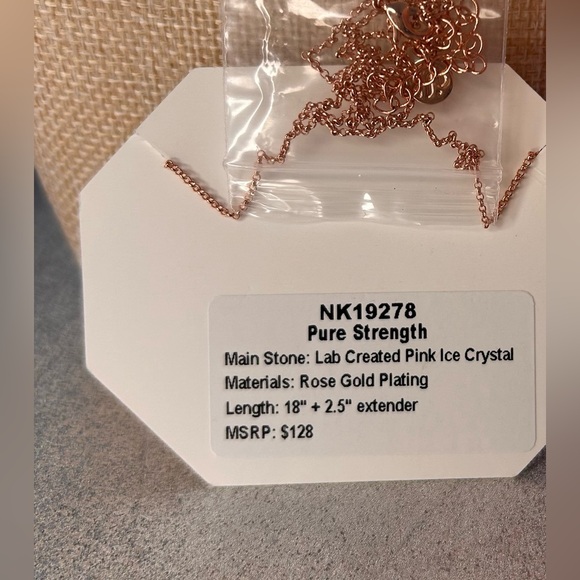 NK19278
Pure Strength
Main Stone: Lab Created Pink Ice Crystal
Materials: Rose Gold Plating
Length: 18" + 2.5" extender
MSRP: $128